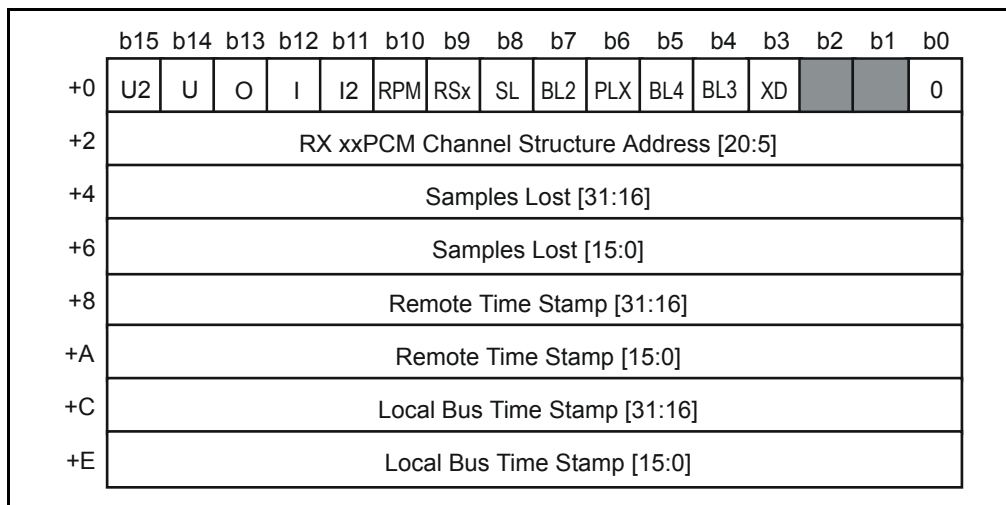 b15 b14 b13 b12 b11 b10 b9 b8 b7 b6 b5 b4 b3 b2 b1 b0
+0 U2 U O I I2 RPM RSx SL BL2 PLX BL4 BL3 XD 0
+2 RX xxPCM Channel Structure Address [20:5]
+4 Samples Lost [31:16]
+6 Samples Lost [15:0]
+8 Remote Time Stamp [31:16]
+A Remote Time Stamp [15:0]
+C Local Bus Time Stamp [31:16]
+E Local Bus Time Stamp [15:0]